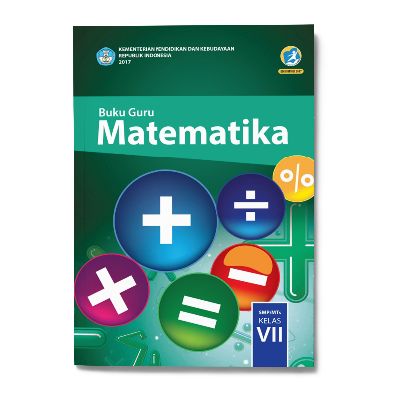 KEMENTERIAN PENDIDIKAN DAN KEBUDAYAAN
REPUBLIK INDONESIA
2017
Buku Guru
Matematika
%
+
÷
×
−
=
SMP/MTs
KELAS
VII